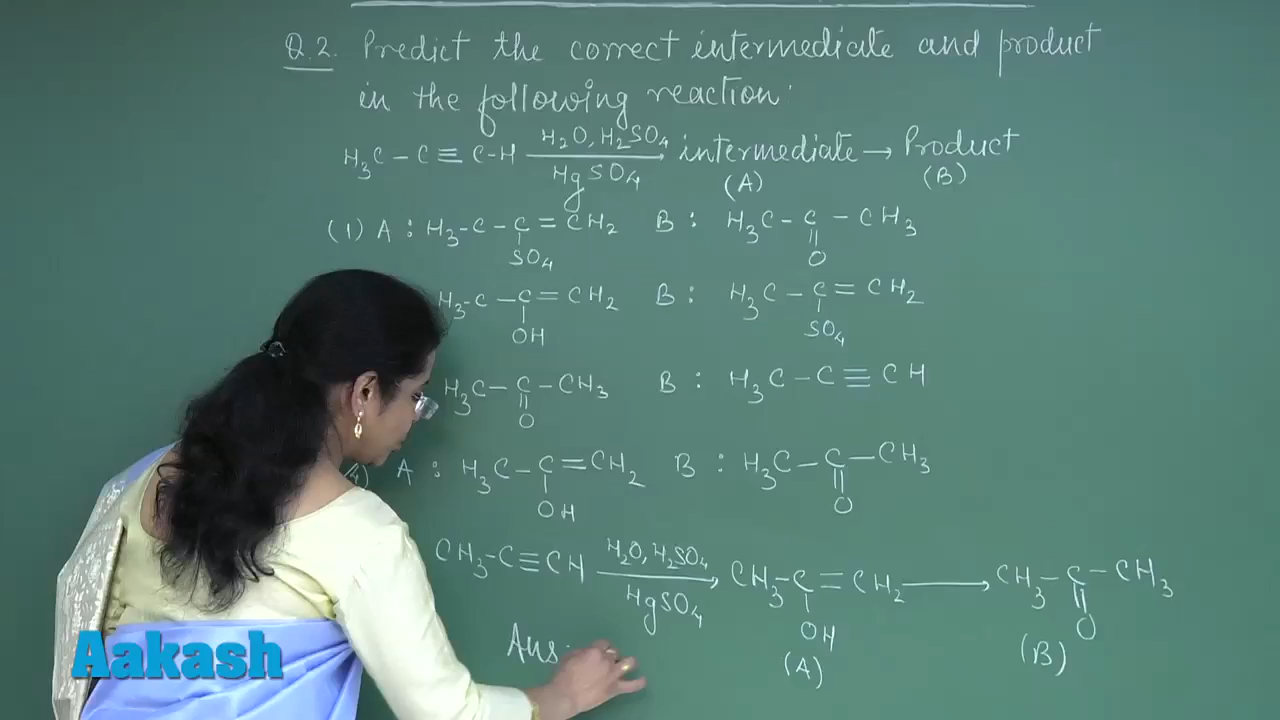 Q.2. Predict the correct intermediate and product
in the following reaction:
H₃C – C ≡ C-H H₂O, H₂SO₄ / HgSO₄ → intermediate → Product
(A) (B)
(1) A : H₃-C – C = CH₂ B : H₃C – C – CH₃
SO₄ O
H₃-C – C = CH₂ B : H₃C – C = CH₂
OH SO₄
H₃C – C – CH₃ B : H₃C – C ≡ CH
O
(4) A : H₃C – C = CH₂ B : H₃C – C – CH₃
OH O
CH₃-C≡CH H₂O, H₂SO₄ / HgSO₄ → CH₃-C = CH₂ → CH₃-C – CH₃
OH O
Ans: (A) (B)
Aakash